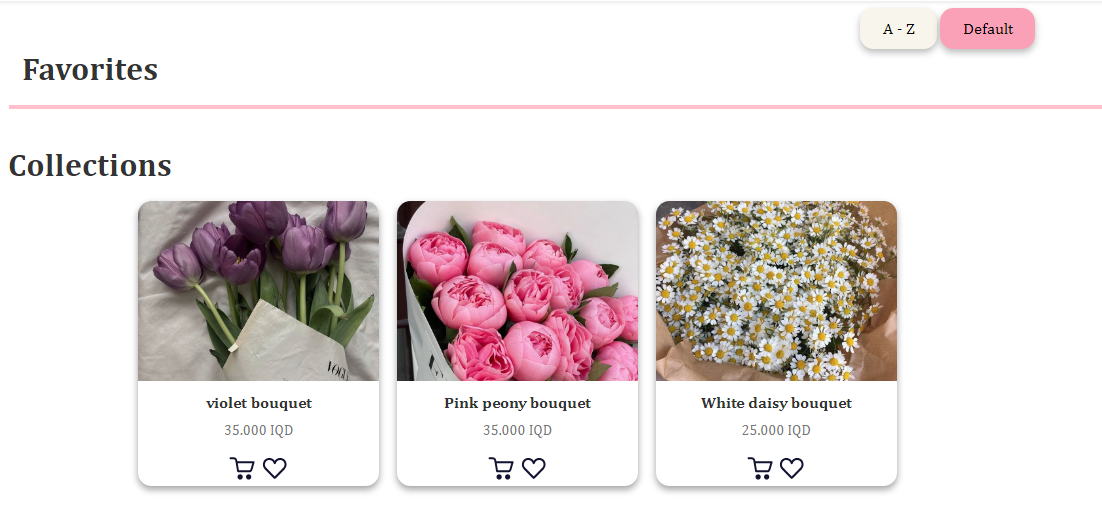 A - Z
Default
Favorites
Collections
violet bouquet
Pink peony bouquet
White daisy bouquet
35.000 IQD
35.000 IQD
25.000 IQD